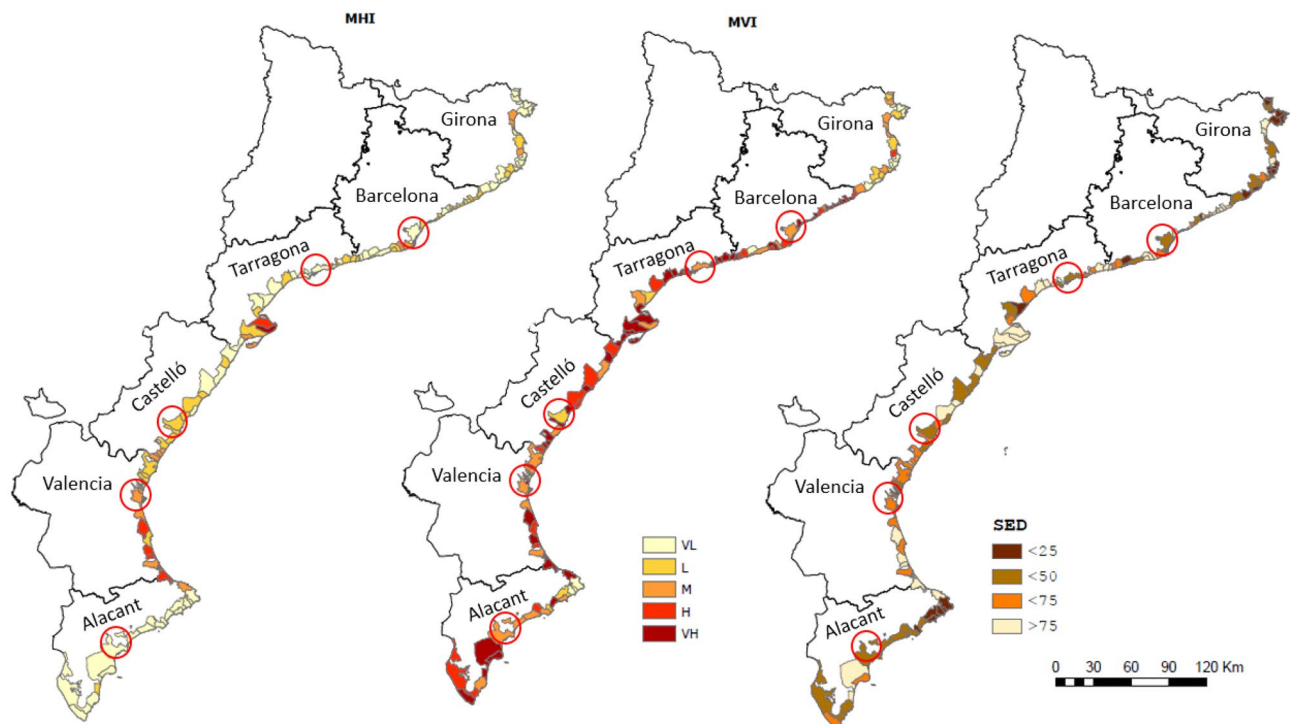 MHI
Girona
Barcelona
Tarragona
Castelló
Valencia
Alacant
MVI
Girona
Barcelona
Tarragona
Castelló
Valencia
Alacant
VL
L
M
H
VH
Girona
Barcelona
Tarragona
Castelló
Valencia
Alacant
SED
<25
<50
<75
>75
0 30 60 90 120 Km